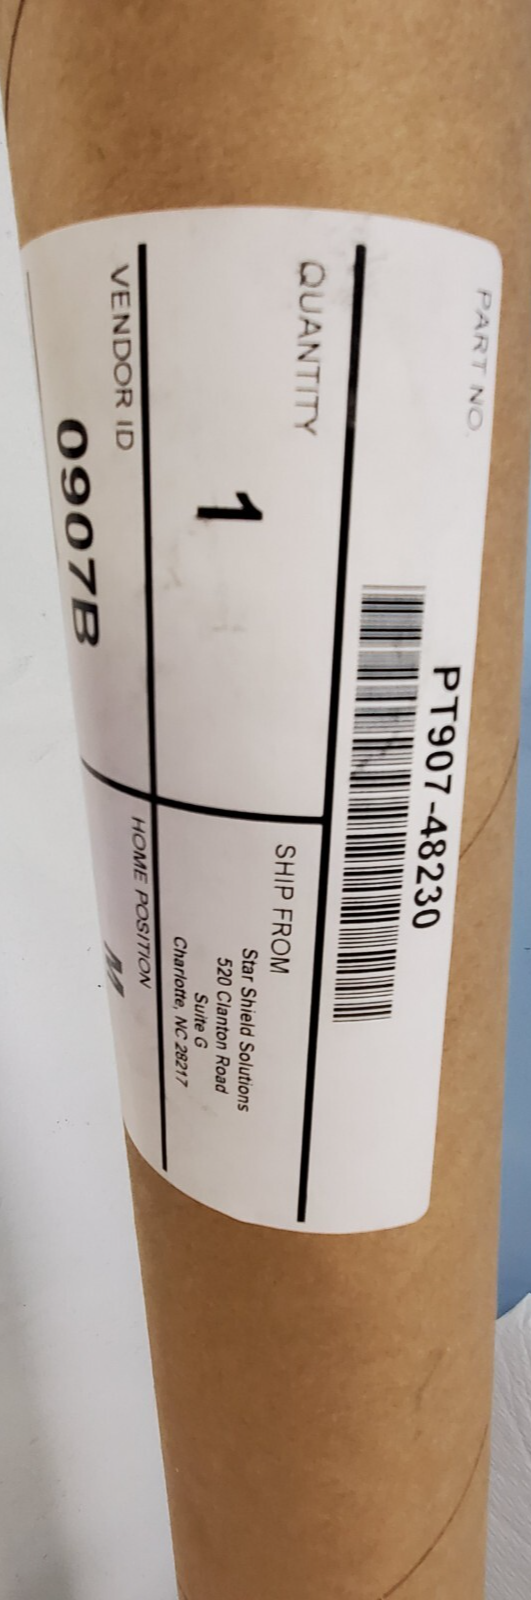 PART NO.
PT907-48230
QUANTITY
1
SHIP FROM
Star Shield Solutions
520 Clanton Road
Suite G
Charlotte, NC 28217
VENDOR ID
0907B
HOME POSITION